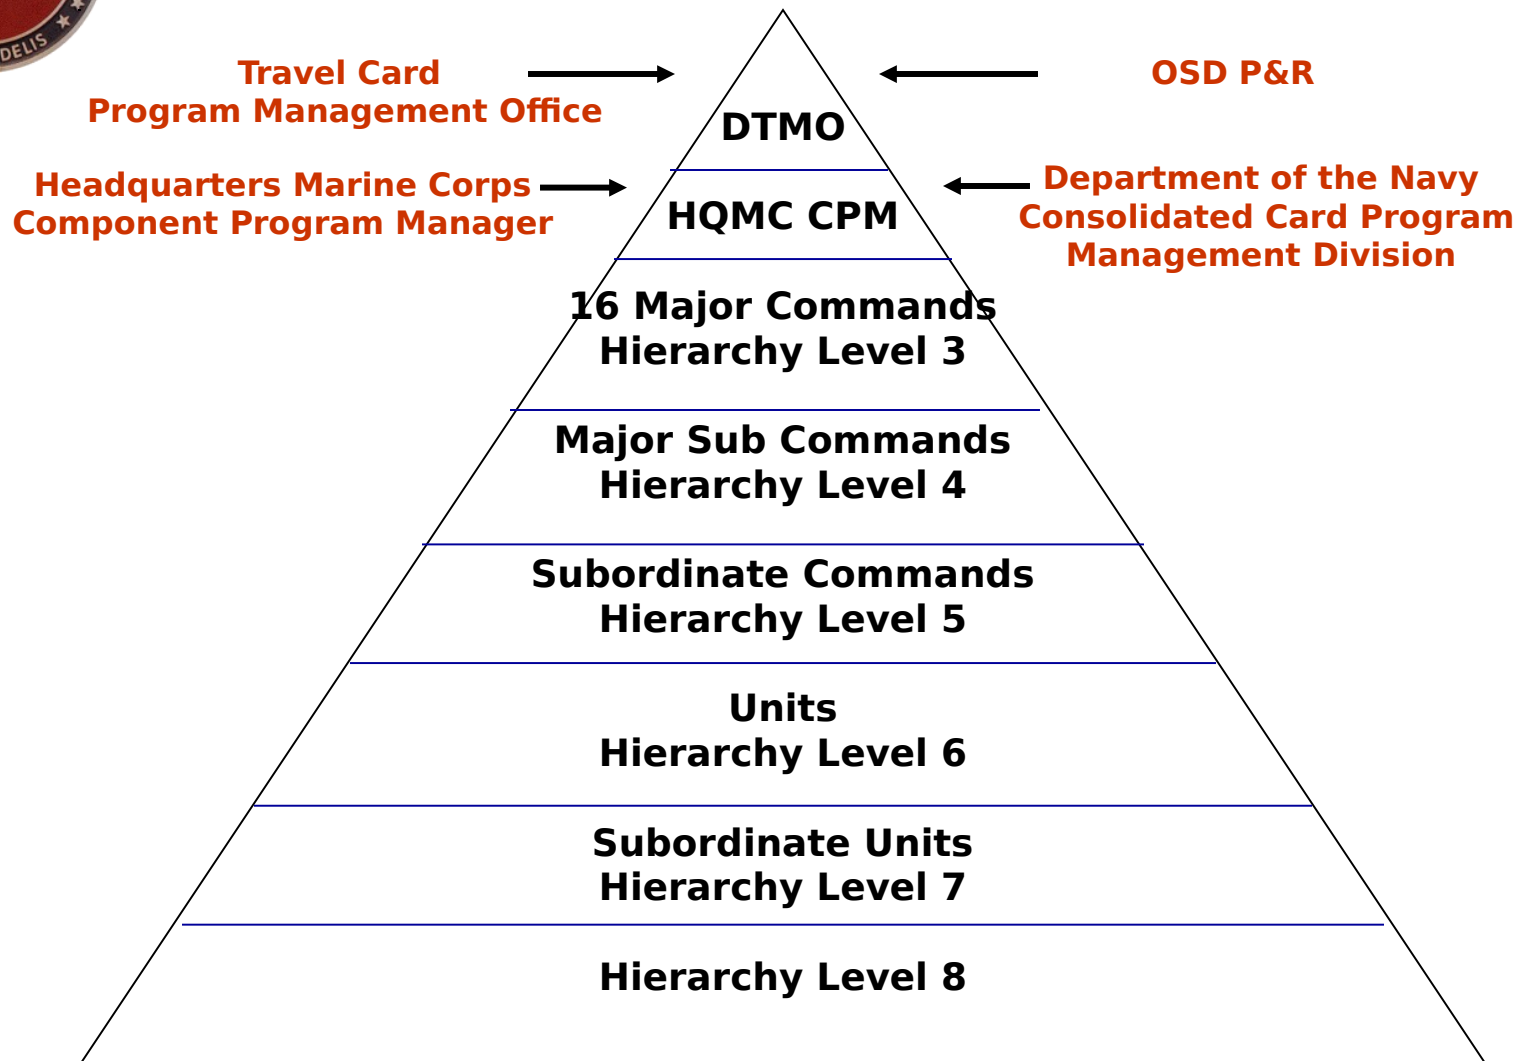 DELIS
Travel Card
Program Management Office
OSD P&R
DTMO
Headquarters Marine Corps
Component Program Manager
Department of the Navy
Consolidated Card Program
Management Division
HQMC CPM
16 Major Commands
Hierarchy Level 3
Major Sub Commands
Hierarchy Level 4
Subordinate Commands
Hierarchy Level 5
Units
Hierarchy Level 6
Subordinate Units
Hierarchy Level 7
Hierarchy Level 8